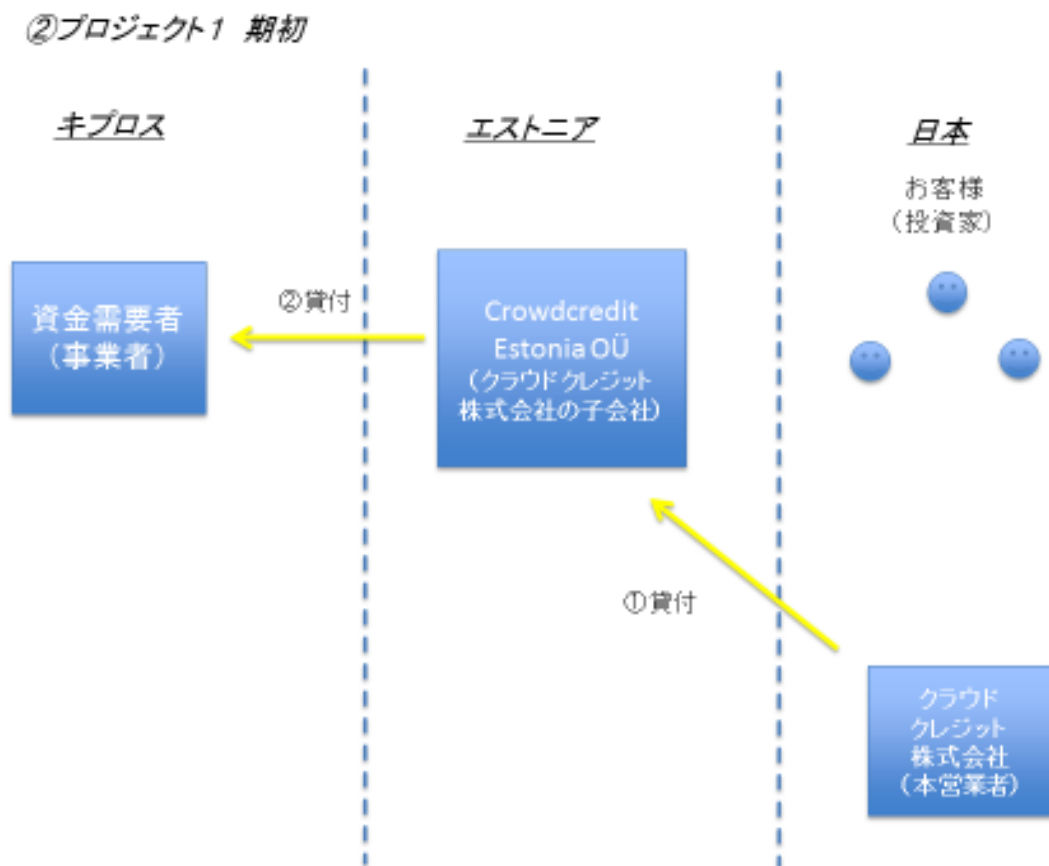 ②プロジェクト1 期初
キプロス
エストニア
日本
お客様
（投資家）
資金需要者
（事業者）
②貸付
Crowdcredit
Estonia OÜ
（クラウドクレジット
株式会社の子会社）
①貸付
クラウド
クレジット
株式会社
（本営業者）